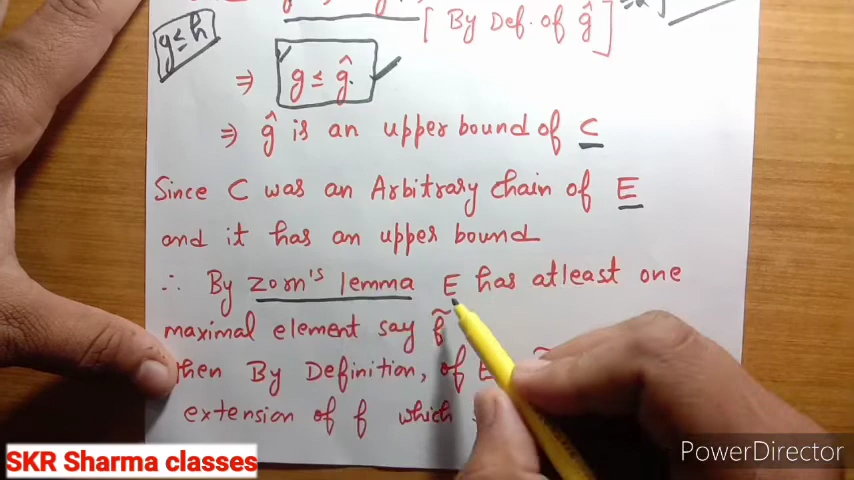 [ By Def. of ĝ ]
g ≤ h
⇒ g ≤ ĝ.
⇒ ĝ is an upper bound of C
Since C was an Arbitrary chain of E
and it has an upper bound
∴ By Zorn's lemma E has atleast one
maximal element say f̃
Then By Definition, of E
extension of f which
SKR Sharma classes
PowerDirector